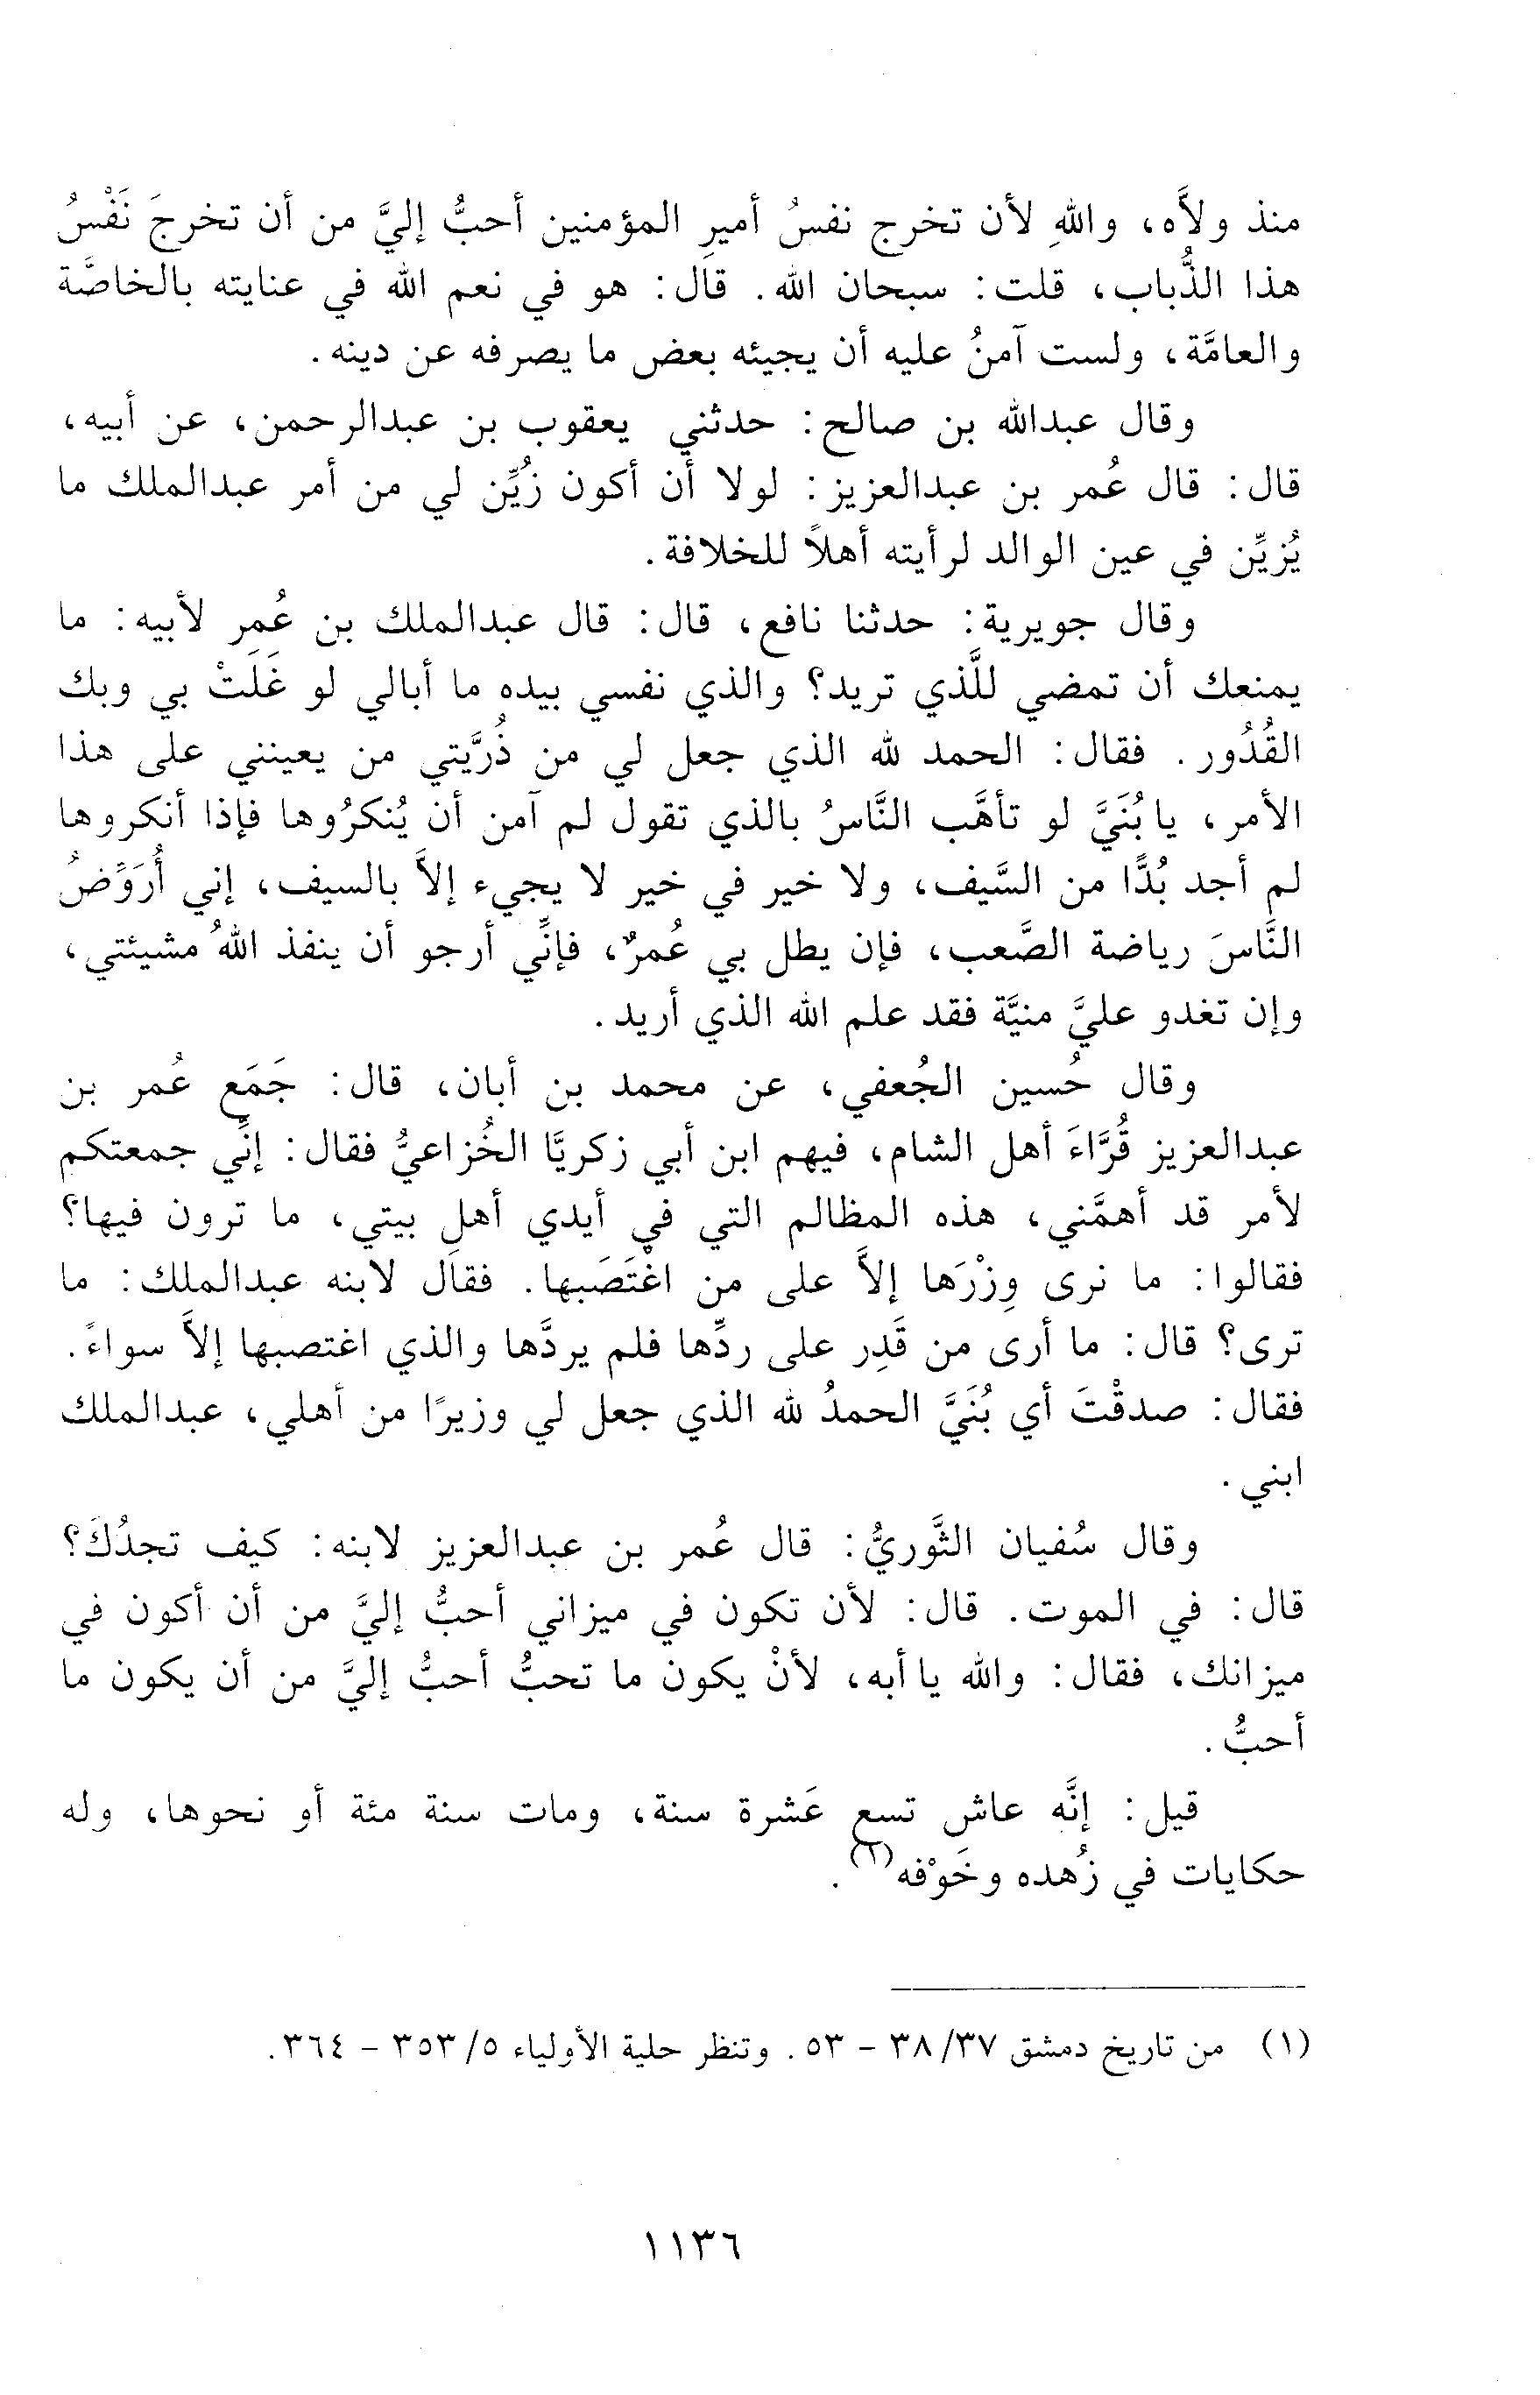 منذ ولاَّه، واللهِ لأن تخرج نفسُ أميرِ المؤمنين أحبُّ إليَّ من أن تخرجَ نَفْسُ
هذا الذُّباب، قلت: سبحان الله. قال: هو في نعم الله في عنايته بالخاصَّة
والعامَّة، ولست آمنُ عليه أن يجيئه بعض ما يصرفه عن دينه.
وقال عبدالله بن صالح: حدثني يعقوب بن عبدالرحمن، عن أبيه،
قال: قال عُمر بن عبدالعزيز: لولا أن أكون زُيِّن لي من أمر عبدالملك ما
يُزيِّن في عين الوالد لرأيته أهلاً للخلافة.
وقال جويرية: حدثنا نافع، قال: قال عبدالملك بن عُمر لأبيه: ما
يمنعك أن تمضي للَّذي تريد؟ والذي نفسي بيده ما أبالي لو غَلَتْ بي وبك
القُدُور. فقال: الحمد لله الذي جعل لي من ذُرَّيَّتي من يعينني على هذا
الأمر، يا بُنَيَّ لو تأهَّب النَّاسُ بالذي تقول لم آمن أن يُنكرُوها فإذا أنكروها
لم أجد بُدًّا من السَّيف، ولا خير في خير لا يجيء إلاَّ بالسيف، إني أُرَوِّضُ
النَّاسَ رياضة الصَّعب، فإن يطل بي عُمرٌ، فإنِّي أرجو أن ينفذ اللهُ مشيئتي،
وإن تغدو عليَّ منيَّة فقد علم الله الذي أريد.
وقال حُسين الجُعفي، عن محمد بن أبان، قال: جَمَع عُمر بن
عبدالعزيز قُرَّاءَ أهل الشام، فيهم ابن أبي زكريَّا الخُزاعيُّ فقال: إنِّي جمعتكم
لأمر قد أهمَّني، هذه المظالم التي في أيدي أهلِ بيتي، ما ترون فيها؟
فقالوا: ما نرى وِزْرَها إلاَّ على من اغْتَصَبها. فقال لابنه عبدالملك: ما
ترى؟ قال: ما أرى من قَدِر على ردِّها فلم يردَّها والذي اغتصبها إلاَّ سواءً.
فقال: صدقْتَ أي بُنَيَّ الحمدُ لله الذي جعل لي وزيرًا من أهلي، عبدالملك
ابني.
وقال سُفيان الثَّوريُّ: قال عُمر بن عبدالعزيز لابنه: كيف تجدُكَ؟
قال: في الموت. قال: لأن تكون في ميزاني أحبُّ إليَّ من أن أكون في
ميزانك، فقال: والله يا أبه، لأنْ يكون ما تحبُّ أحبُّ إليَّ من أن يكون ما
أحبُّ.
قيل: إنَّه عاش تسع عَشرة سنة، ومات سنة مئة أو نحوها، وله
حكايات في زُهده وخَوْفه(١).
(١) من تاريخ دمشق ٣٧/ ٣٨ - ٥٣. وتنظر حلية الأولياء ٥/ ٣٥٣ - ٣٦٤.
١١٣٦